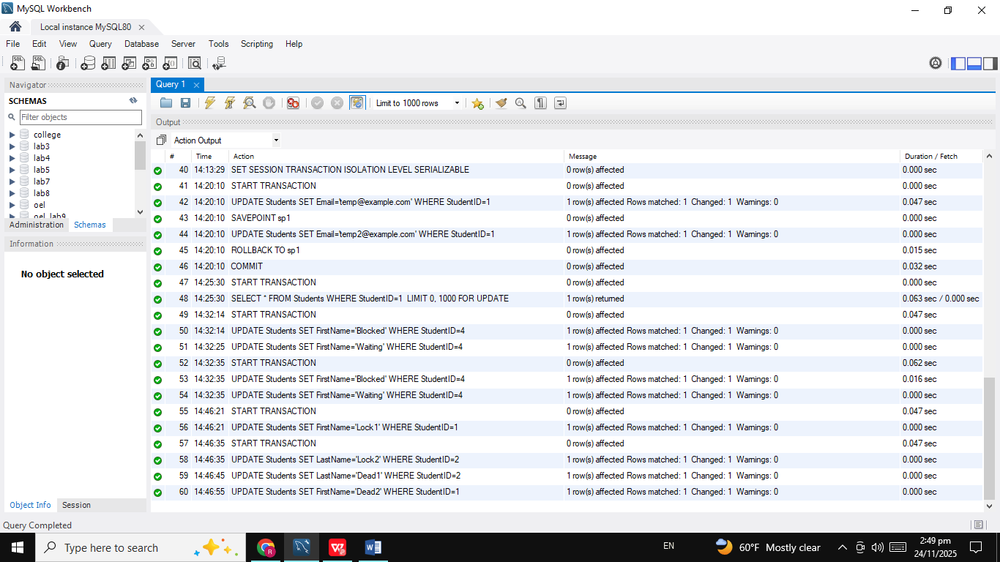 MySQL Workbench
Local instance MySQL80
File Edit View Query Database Server Tools Scripting Help
Navigator
SCHEMAS
Filter objects
college
lab3
lab4
lab5
lab7
lab8
oel
oel_lab9
Administration Schemas
Information
No object selected
Object Info Session
Query 1
Limit to 1000 rows
Output
Action Output
# Time Action Message Duration / Fetch
40 14:13:29 SET SESSION TRANSACTION ISOLATION LEVEL SERIALIZABLE 0 row(s) affected 0.000 sec
41 14:20:10 START TRANSACTION 0 row(s) affected 0.000 sec
42 14:20:10 UPDATE Students SET Email='temp@example.com' WHERE StudentID=1 1 row(s) affected Rows matched: 1 Changed: 1 Warnings: 0 0.047 sec
43 14:20:10 SAVEPOINT sp1 0 row(s) affected 0.000 sec
44 14:20:10 UPDATE Students SET Email='temp2@example.com' WHERE StudentID=1 1 row(s) affected Rows matched: 1 Changed: 1 Warnings: 0 0.000 sec
45 14:20:10 ROLLBACK TO sp1 0 row(s) affected 0.015 sec
46 14:20:10 COMMIT 0 row(s) affected 0.032 sec
47 14:25:30 START TRANSACTION 0 row(s) affected 0.000 sec
48 14:25:30 SELECT * FROM Students WHERE StudentID=1 LIMIT 0, 1000 FOR UPDATE 1 row(s) returned 0.063 sec / 0.000 sec
49 14:32:14 START TRANSACTION 0 row(s) affected 0.047 sec
50 14:32:14 UPDATE Students SET FirstName='Blocked' WHERE StudentID=4 1 row(s) affected Rows matched: 1 Changed: 1 Warnings: 0 0.000 sec
51 14:32:25 UPDATE Students SET FirstName='Waiting' WHERE StudentID=4 1 row(s) affected Rows matched: 1 Changed: 1 Warnings: 0 0.000 sec
52 14:32:35 START TRANSACTION 0 row(s) affected 0.062 sec
53 14:32:35 UPDATE Students SET FirstName='Blocked' WHERE StudentID=4 1 row(s) affected Rows matched: 1 Changed: 1 Warnings: 0 0.016 sec
54 14:32:35 UPDATE Students SET FirstName='Waiting' WHERE StudentID=4 1 row(s) affected Rows matched: 1 Changed: 1 Warnings: 0 0.000 sec
55 14:46:21 START TRANSACTION 0 row(s) affected 0.047 sec
56 14:46:21 UPDATE Students SET FirstName='Lock1' WHERE StudentID=1 1 row(s) affected Rows matched: 1 Changed: 1 Warnings: 0 0.000 sec
57 14:46:35 START TRANSACTION 0 row(s) affected 0.047 sec
58 14:46:35 UPDATE Students SET LastName='Lock2' WHERE StudentID=2 1 row(s) affected Rows matched: 1 Changed: 1 Warnings: 0 0.000 sec
59 14:46:45 UPDATE Students SET LastName='Dead1' WHERE StudentID=2 1 row(s) affected Rows matched: 1 Changed: 1 Warnings: 0 0.000 sec
60 14:46:55 UPDATE Students SET FirstName='Dead2' WHERE StudentID=1 1 row(s) affected Rows matched: 1 Changed: 1 Warnings: 0 0.000 sec
Query Completed
Type here to search
EN
60°F Mostly clear
2:49 pm
24/11/2025